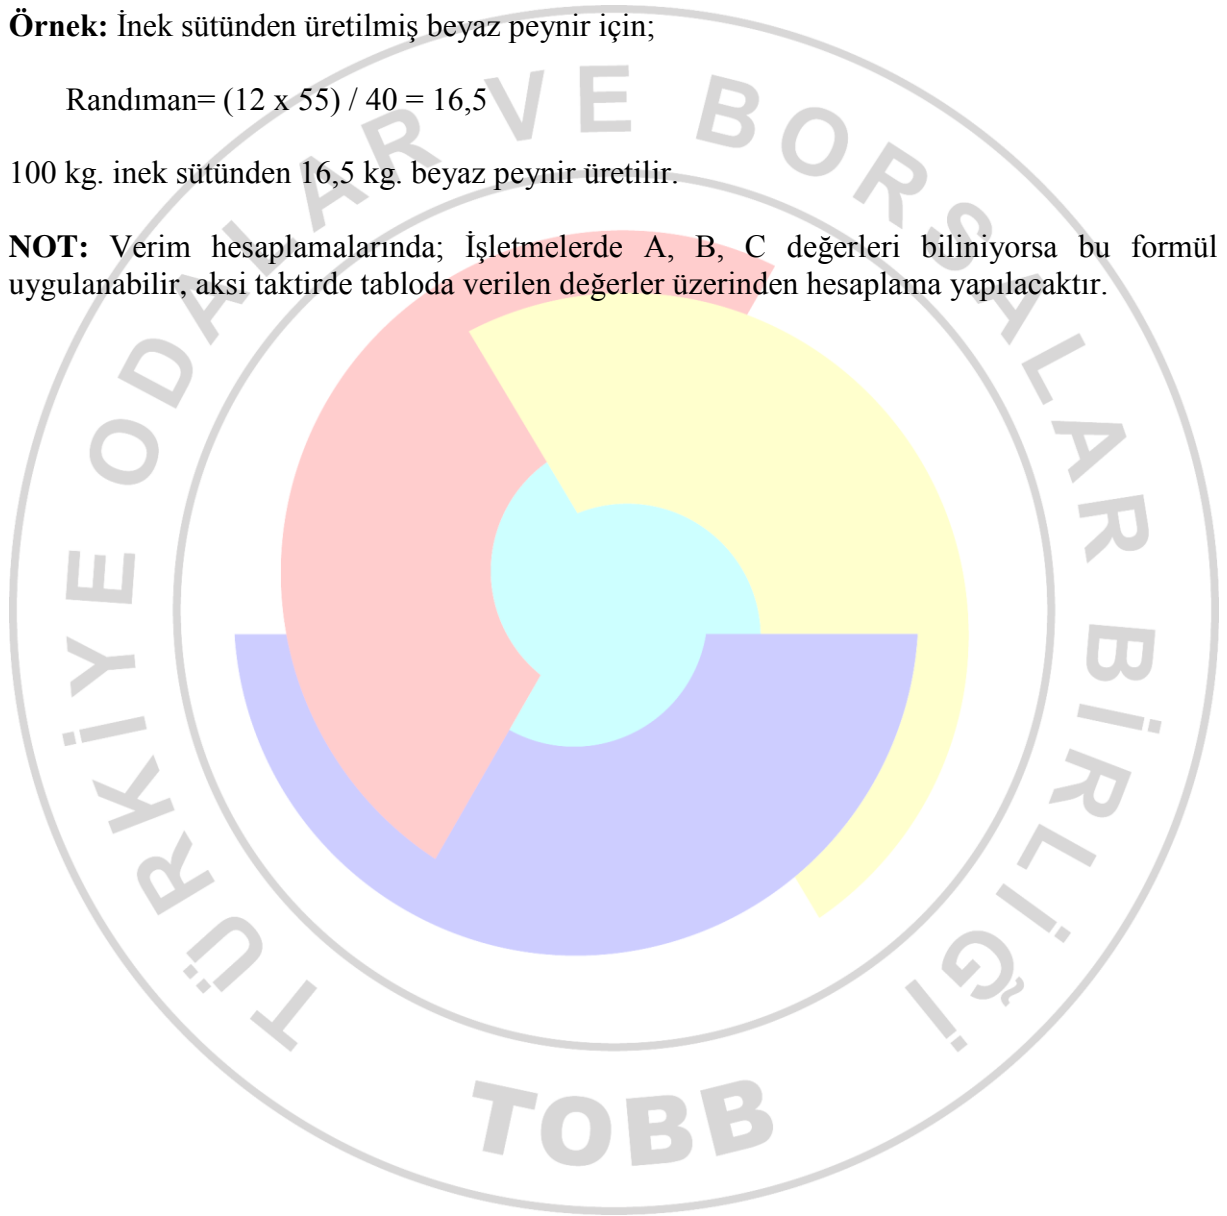 Örnek: İnek sütünden üretilmiş beyaz peynir için;
Randıman= (12 x 55) / 40 = 16,5
100 kg. inek sütünden 16,5 kg. beyaz peynir üretilir.
NOT: Verim hesaplamalarında; İşletmelerde A, B, C değerleri biliniyorsa bu formül
uygulanabilir, aksi taktirde tabloda verilen değerler üzerinden hesaplama yapılacaktır.
TÜRKİYE ODALAR VE BORSALAR BİRLİĞİ
TOBB